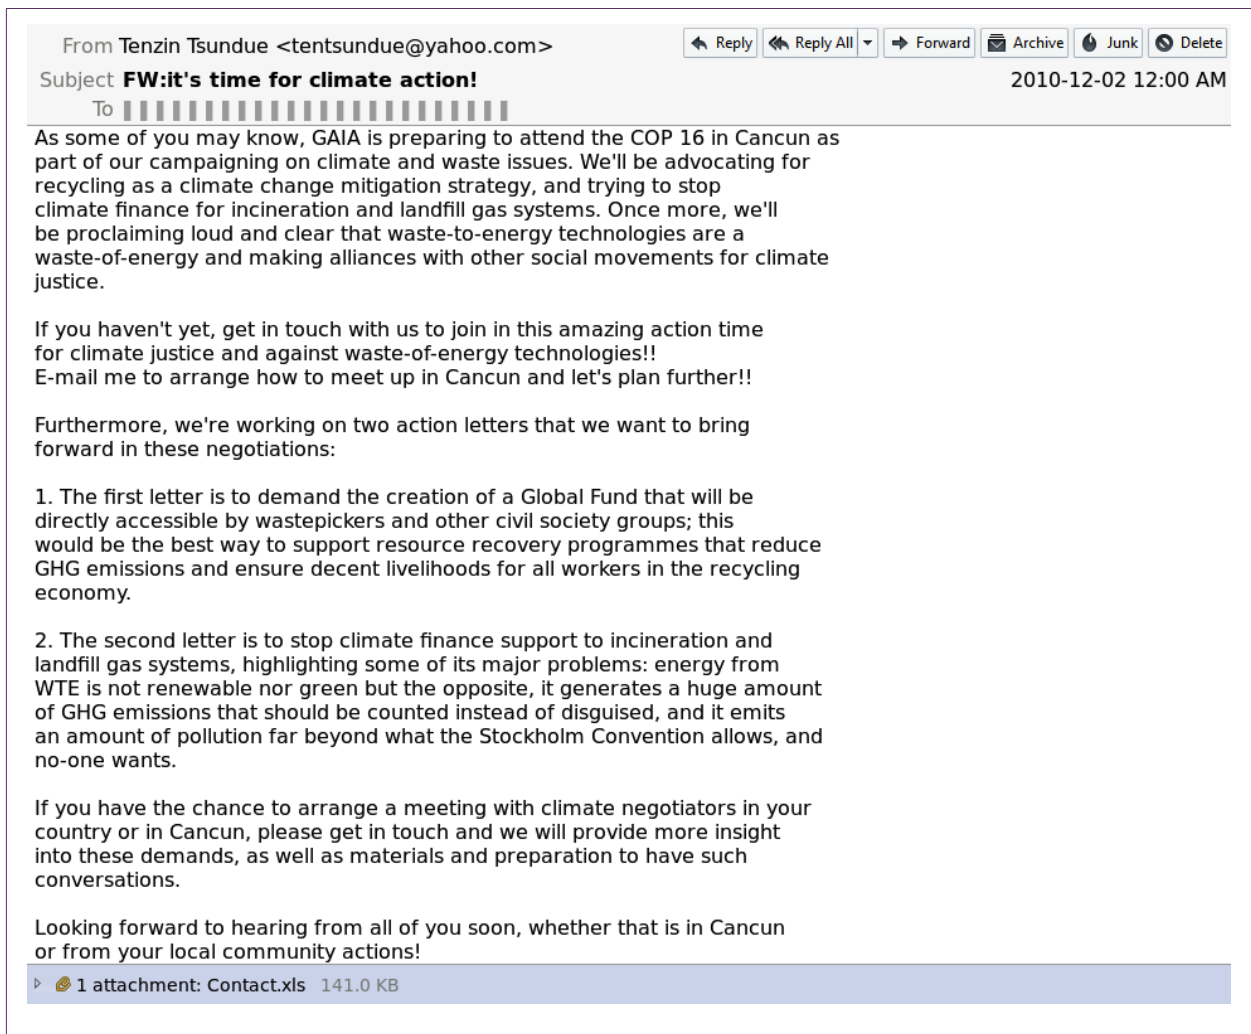 From Tenzin Tsundue <tentsundue@yahoo.com> Reply Reply All Forward Archive Junk Delete
Subject FW:it's time for climate action! 2010-12-02 12:00 AM
To
As some of you may know, GAIA is preparing to attend the COP 16 in Cancun as
part of our campaigning on climate and waste issues. We'll be advocating for
recycling as a climate change mitigation strategy, and trying to stop
climate finance for incineration and landfill gas systems. Once more, we'll
be proclaiming loud and clear that waste-to-energy technologies are a
waste-of-energy and making alliances with other social movements for climate
justice.
If you haven't yet, get in touch with us to join in this amazing action time
for climate justice and against waste-of-energy technologies!!
E-mail me to arrange how to meet up in Cancun and let's plan further!!
Furthermore, we're working on two action letters that we want to bring
forward in these negotiations:
1. The first letter is to demand the creation of a Global Fund that will be
directly accessible by wastepickers and other civil society groups; this
would be the best way to support resource recovery programmes that reduce
GHG emissions and ensure decent livelihoods for all workers in the recycling
economy.
2. The second letter is to stop climate finance support to incineration and
landfill gas systems, highlighting some of its major problems: energy from
WTE is not renewable nor green but the opposite, it generates a huge amount
of GHG emissions that should be counted instead of disguised, and it emits
an amount of pollution far beyond what the Stockholm Convention allows, and
no-one wants.
If you have the chance to arrange a meeting with climate negotiators in your
country or in Cancun, please get in touch and we will provide more insight
into these demands, as well as materials and preparation to have such
conversations.
Looking forward to hearing from all of you soon, whether that is in Cancun
or from your local community actions!
1 attachment: Contact.xls 141.0 KB